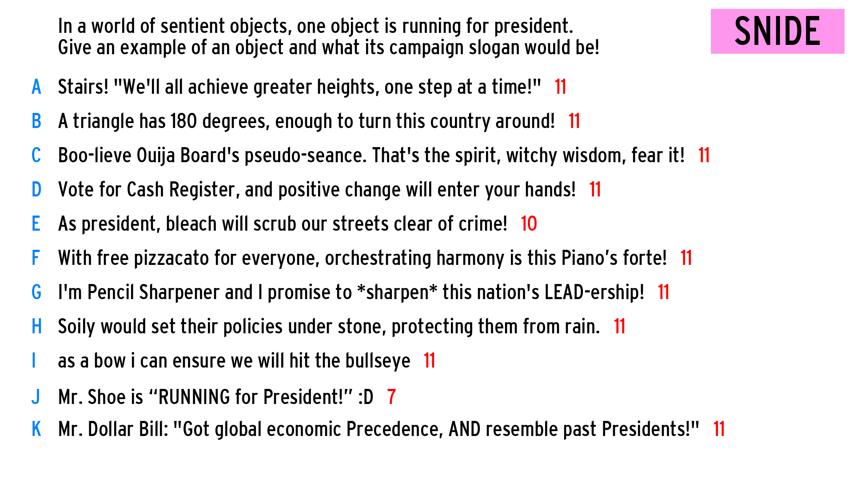 In a world of sentient objects, one object is running for president.
Give an example of an object and what its campaign slogan would be!
SNIDE
A Stairs! "We'll all achieve greater heights, one step at a time!" 11
B A triangle has 180 degrees, enough to turn this country around! 11
C Boo-lieve Ouija Board's pseudo-seance. That's the spirit, witchy wisdom, fear it! 11
D Vote for Cash Register, and positive change will enter your hands! 11
E As president, bleach will scrub our streets clear of crime! 10
F With free pizzacato for everyone, orchestrating harmony is this Piano’s forte! 11
G I'm Pencil Sharpener and I promise to *sharpen* this nation's LEAD-ership! 11
H Soily would set their policies under stone, protecting them from rain. 11
I as a bow i can ensure we will hit the bullseye 11
J Mr. Shoe is “RUNNING for President!” :D 7
K Mr. Dollar Bill: "Got global economic Precedence, AND resemble past Presidents!" 11